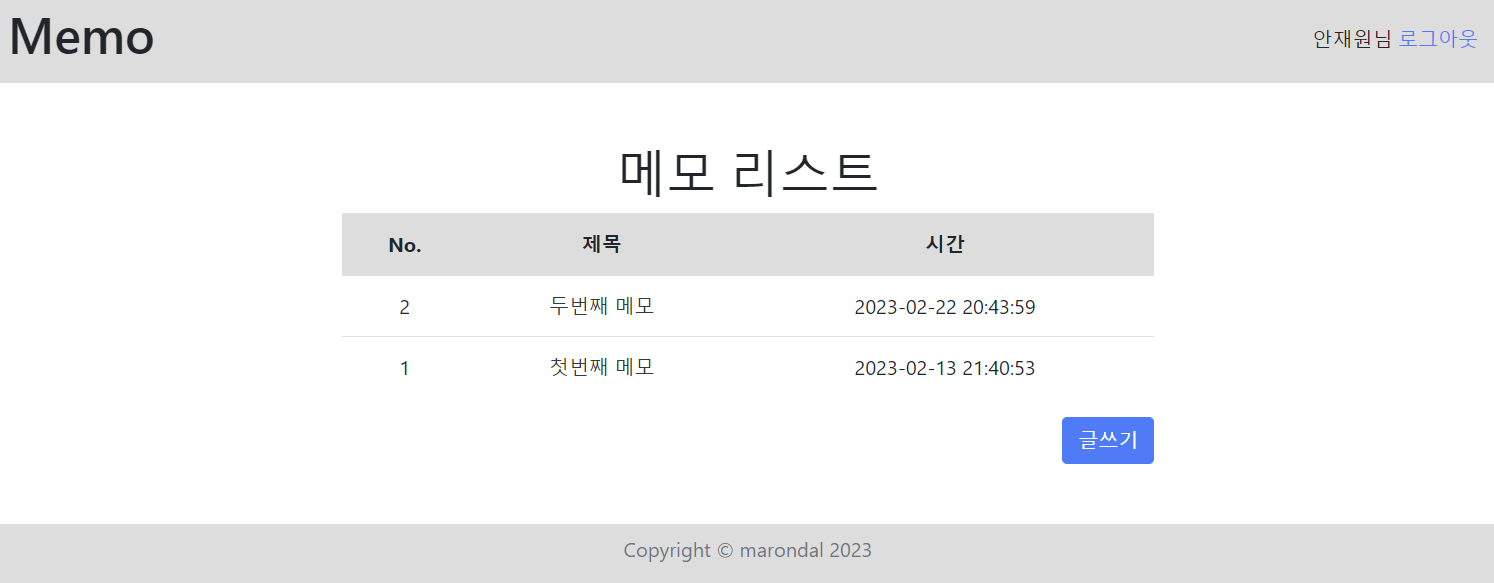 Memo
안재원님 로그아웃
메모 리스트
No. 제목 시간
2 두번째 메모 2023-02-22 20:43:59
1 첫번째 메모 2023-02-13 21:40:53
글쓰기
Copyright © marondal 2023